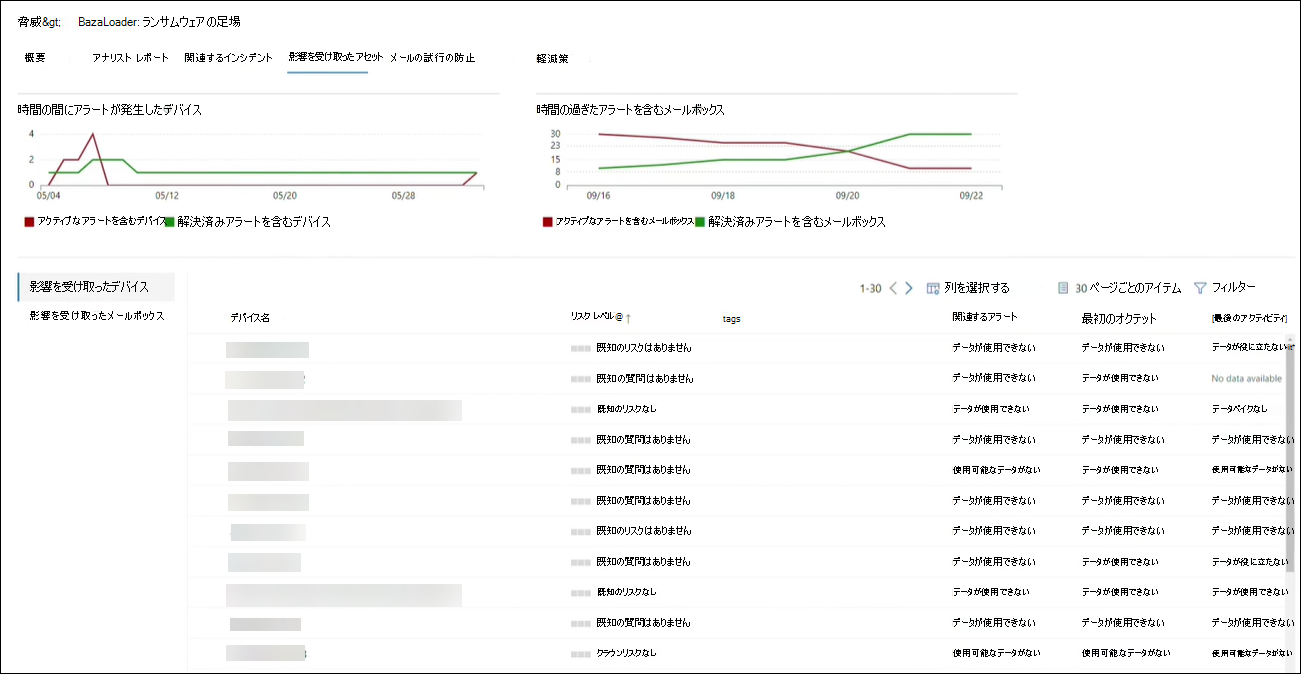 脅威&gt; BazaLoader: ランサムウェアの足場
概要 アナリスト レポート 関連するインシデント 影響を受け取ったアセット メールの試行の防止 軽減策
時間の間にアラートが発生したデバイス
4
2
0
05/04 05/12 05/20 05/28
アクティブなアラートを含むデバイス 解決済みアラートを含むデバイス
時間の過ぎたアラートを含むメールボックス
30
23
15
8
0
09/16 09/18 09/20 09/22
アクティブなアラートを含むメールボックス 解決済みアラートを含むメールボックス
影響を受け取ったデバイス
影響を受け取ったメールボックス
1-30 列を選択する 30 ページごとのアイテム フィルター
デバイス名 リスク レベル@ ↑ tags 関連するアラート 最初のオクテット [最後のアクティビティ]
既知のリスクはありません データが使用できない データが使用できない データが役に立たない
既知の質問はありません データが使用できない データが使用できない No data available
既知のリスクなし データが使用できない データが使用できない データベイクなし
既知の質問はありません データが使用できない データが使用できない データが使用できない
既知の質問はありません 使用可能なデータがない データが使用できない 使用可能なデータがない
既知の質問はありません データが使用できない データが使用できない データが使用できない
既知のリスクはありません データが使用できない データが使用できない データが使用できない
既知の質問はありません データが使用できない データが使用できない データが役に立たない
既知のリスクなし データが使用できない データが使用できない データが使用できない
既知の質問はありません データが使用できない データが使用できない データが使用できない
クラウンリスクなし 使用可能なデータがない 使用可能なデータがない 使用可能なデータがない